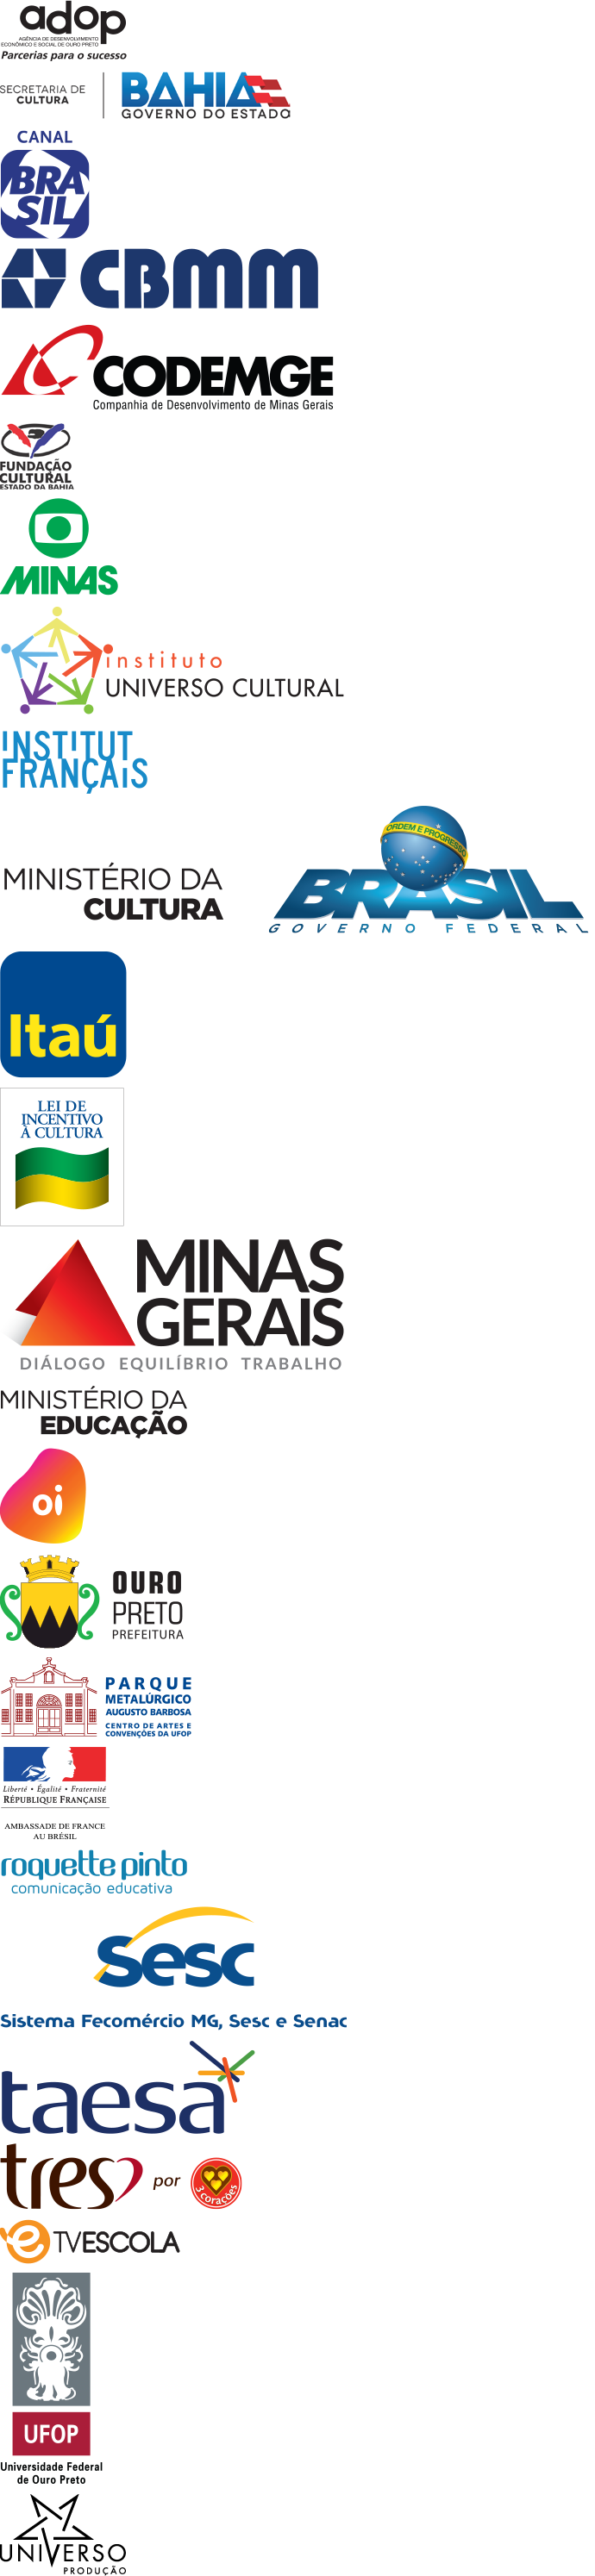 adop
AGÊNCIA DE DESENVOLVIMENTO
ECONÔMICO E SOCIAL DE OURO PRETO
Parcerias para o sucesso
SECRETARIA DE
CULTURA
BAHIA
GOVERNO DO ESTADO
CANAL
BRA
SIL
CBMM
CODEMGE
Companhia de Desenvolvimento de Minas Gerais
FUNDAÇÃO
CULTURAL
ESTADO DA BAHIA
MINAS
instituto
UNIVERSO CULTURAL
INSTITUT
FRANÇAIS
MINISTÉRIO DA
CULTURA
ORDEM E PROGRESSO
BRASIL
GOVERNO FEDERAL
Itaú
LEI DE
INCENTIVO
À CULTURA
MINAS
GERAIS
DIÁLOGO EQUILÍBRIO TRABALHO
MINISTÉRIO DA
EDUCAÇÃO
oi
OURO
PRETO
PREFEITURA
PARQUE
METALÚRGICO
AUGUSTO BARBOSA
CENTRO DE ARTES E
CONVENÇÕES DA UFOP
Liberté • Égalité • Fraternité
RÉPUBLIQUE FRANÇAISE
AMBASSADE DE FRANCE
AU BRÉSIL
roquette pinto
comunicação educativa
Sesc
Sistema Fecomércio MG, Sesc e Senac
taesa
tres
por
3 corações
e
TVESCOLA
UFOP
Universidade Federal
de Ouro Preto
UNIVERSO
PRODUÇÃO